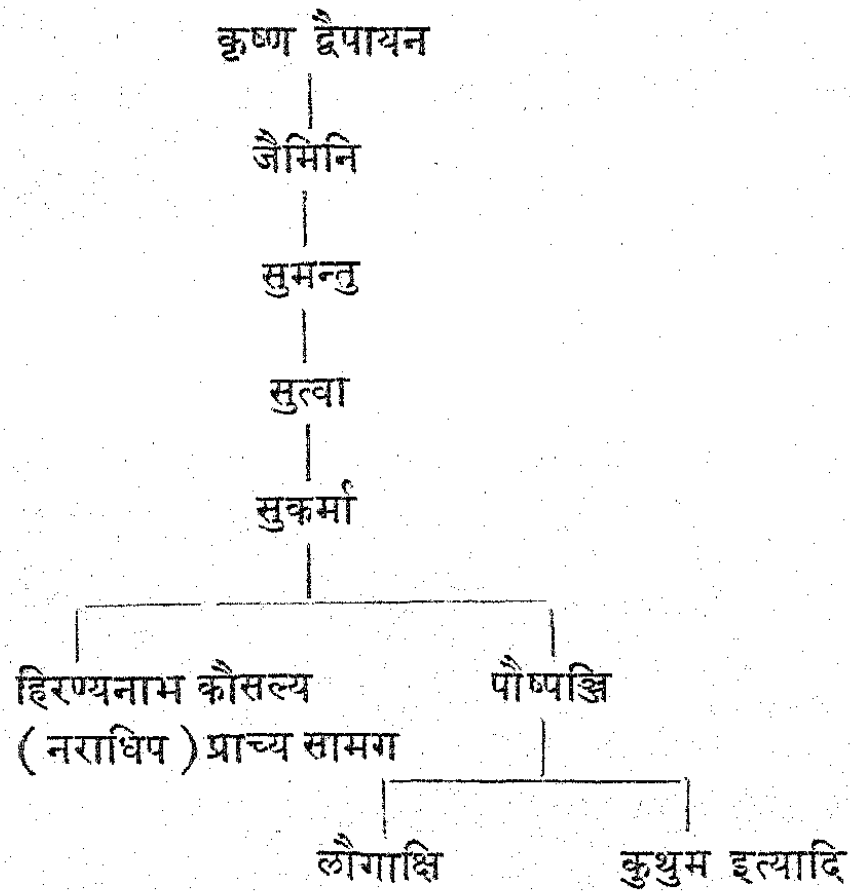 कृष्ण द्वैपायन
जैमिनि
सुमन्तु
सुत्वा
सुकर्मा
हिरण्यनाभ कौसल्य
( नराधिप ) प्राच्य सामग
पौष्पञ्जि
लौगाक्षि
कुथुम इत्यादि